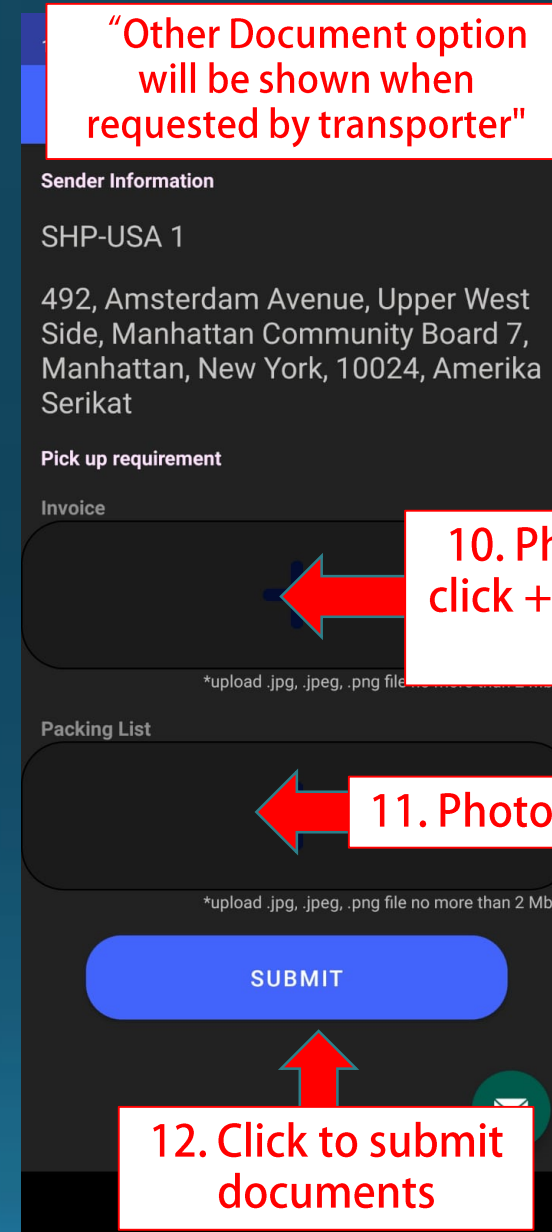 “Other Document option
will be shown when
requested by transporter"
Sender Information
SHP-USA 1
492, Amsterdam Avenue, Upper West
Side, Manhattan Community Board 7,
Manhattan, New York, 10024, Amerika
Serikat
Pick up requirement
Invoice
10.
click +
*upload .jpg, .jpeg, .png file
Packing List
11. Photo
*upload .jpg, .jpeg, .png file no more than 2 Mb
SUBMIT
12. Click to submit
documents